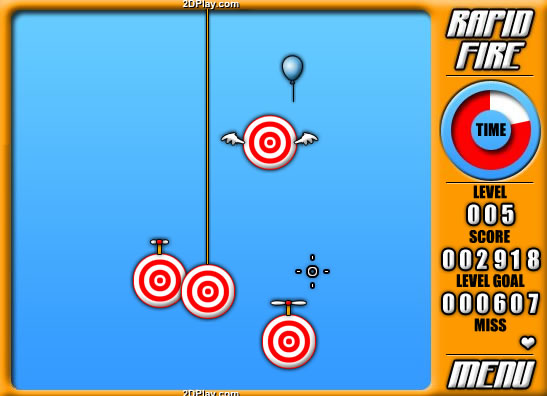 2DPlay.com
RAPID
FIRE
TIME
LEVEL
005
SCORE
002918
LEVEL GOAL
000607
MISS
MENU
2DPlay.com